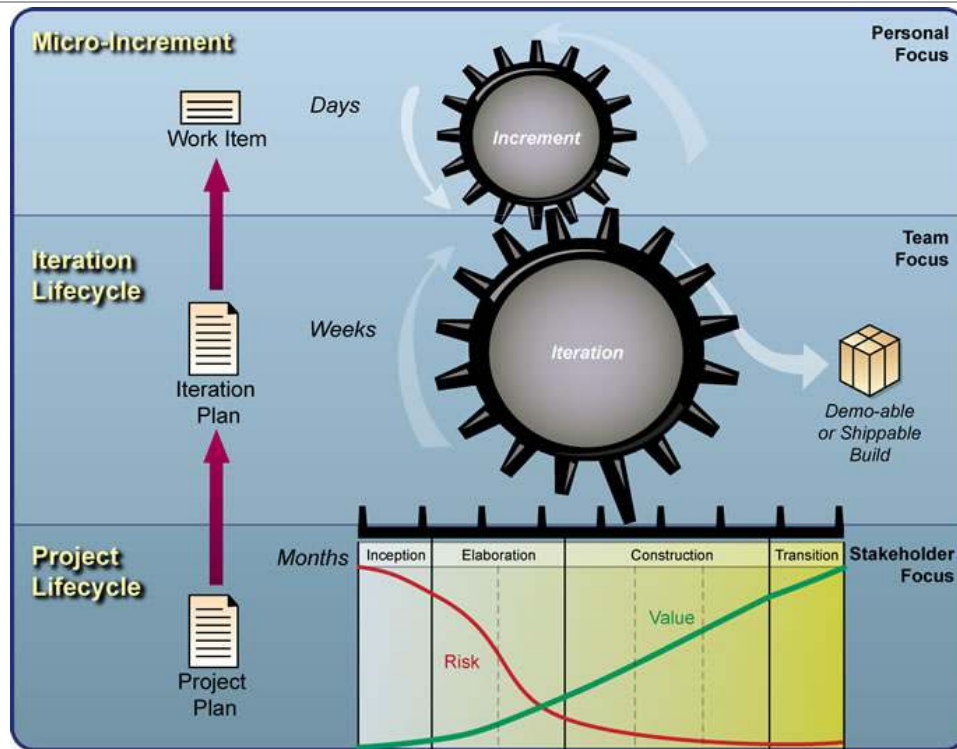 Micro-Increment
Personal
Focus
Days
Work Item
Increment
Iteration
Lifecycle
Team
Focus
Weeks
Iteration
Plan
Iteration
Demo-able
or Shippable
Build
Project
Lifecycle
Months
Inception
Elaboration
Construction
Transition
Stakeholder
Focus
Value
Risk
Project
Plan